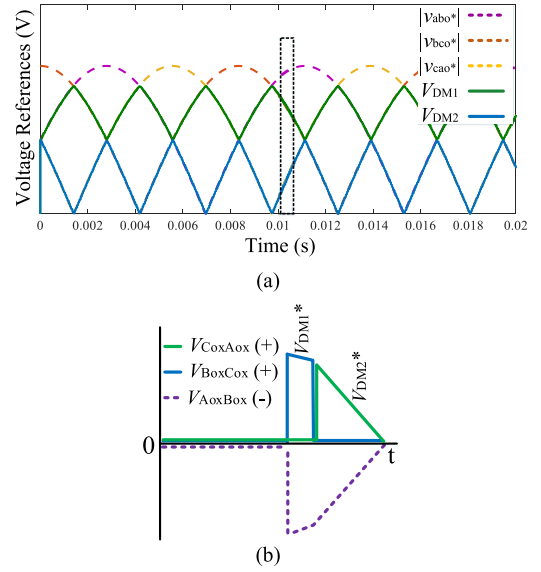 Voltage References (V)
|vabo*|
|vbco*|
|vcao*|
VDM1
VDM2
0 0.002 0.004 0.006 0.008 0.01 0.012 0.014 0.016 0.018 0.02
Time (s)
(a)
VCoxAox (+)
VBoxCox (+)
VAoxBox (-)
VDM1*
VDM2*
0
t
(b)